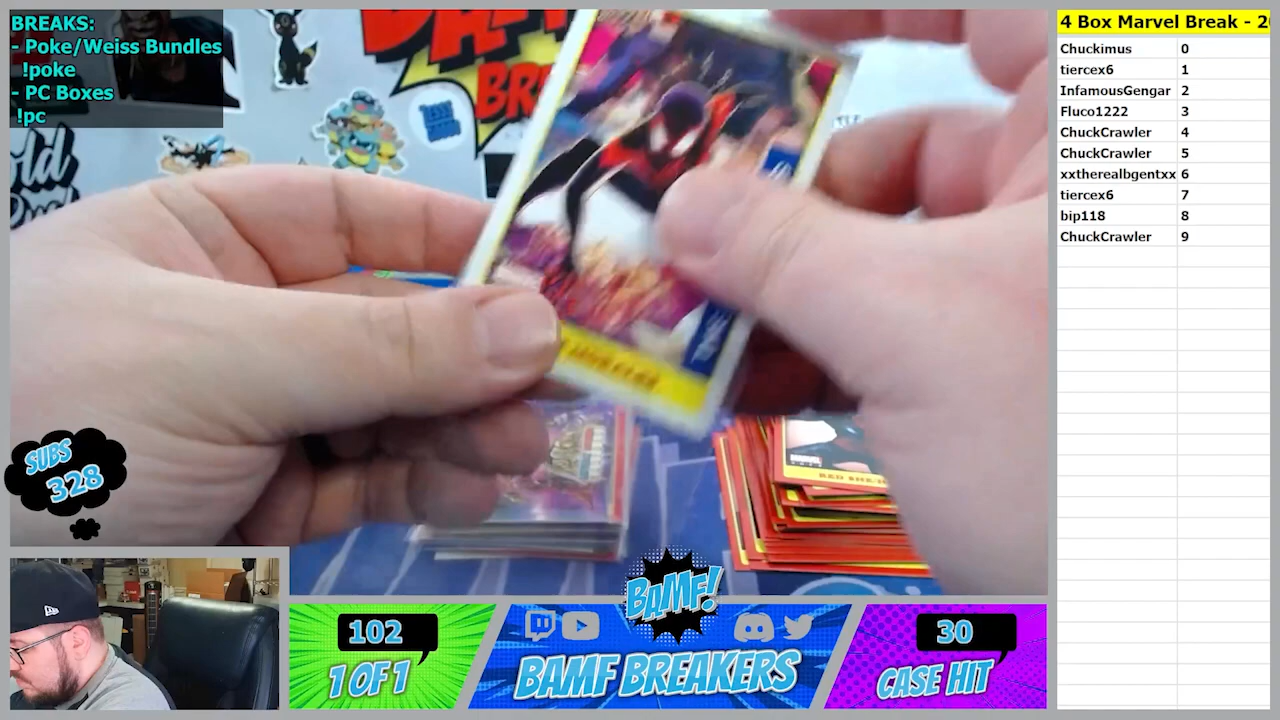 BREAKS:
- Poke/Weiss Bundles
!poke
- PC Boxes
!pc
SUBS
328
102
1 OF 1
BAMF!
BAMF BREAKERS
30
CASE HIT
4 Box Marvel Break - 20
Chuckimus 0
tiercex6 1
InfamousGengar 2
Fluco1222 3
ChuckCrawler 4
ChuckCrawler 5
xxtherealbgentxx 6
tiercex6 7
bip118 8
ChuckCrawler 9